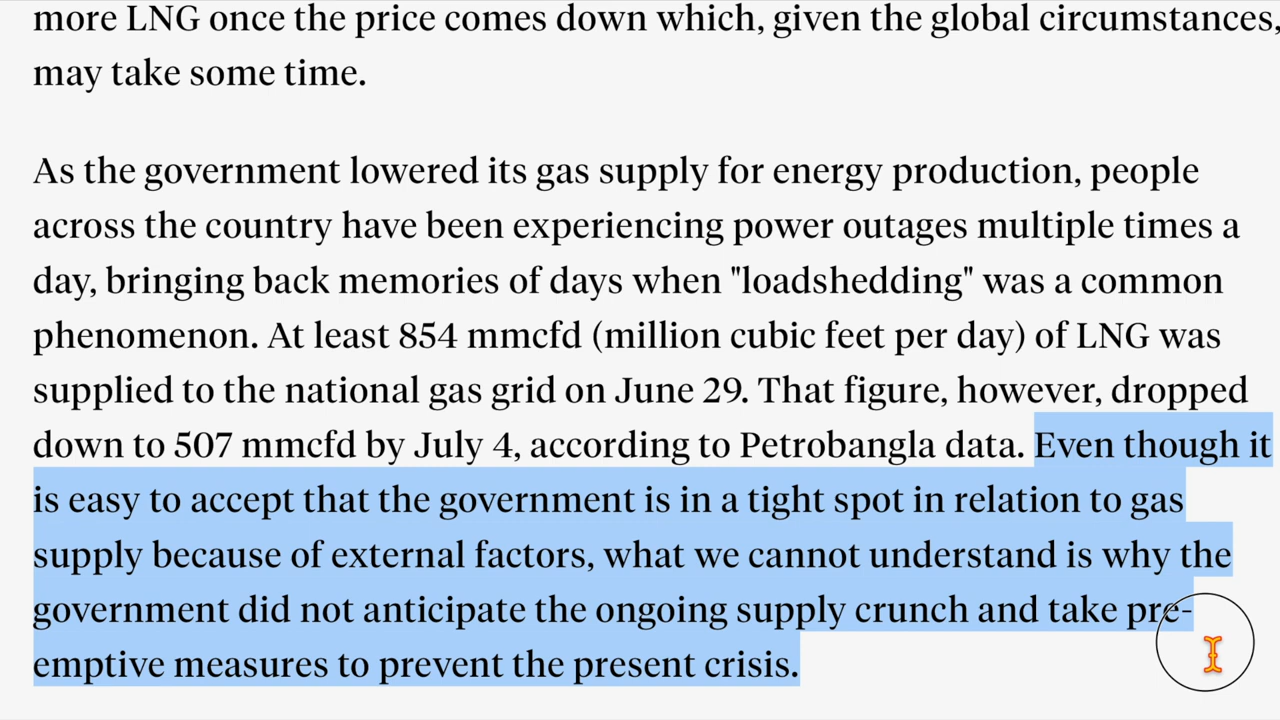 more LNG once the price comes down which, given the global circumstances,
may take some time.
As the government lowered its gas supply for energy production, people
across the country have been experiencing power outages multiple times a
day, bringing back memories of days when "loadshedding" was a common
phenomenon. At least 854 mmcfd (million cubic feet per day) of LNG was
supplied to the national gas grid on June 29. That figure, however, dropped
down to 507 mmcfd by July 4, according to Petrobangla data. Even though it
is easy to accept that the government is in a tight spot in relation to gas
supply because of external factors, what we cannot understand is why the
government did not anticipate the ongoing supply crunch and take pre-
emptive measures to prevent the present crisis.